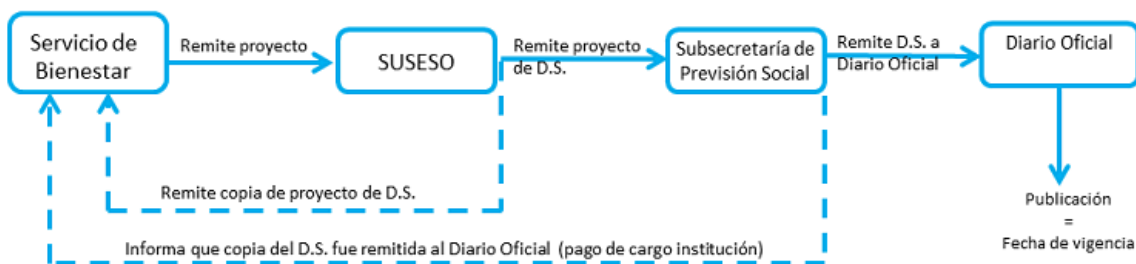 Servicio de
Bienestar
Remite proyecto
SUSESO
Remite proyecto
de D.S.
Subsecretaría de
Previsión Social
Remite D.S. a
Diario Oficial
Diario Oficial
Remite copia de proyecto de D.S.
Informa que copia del D.S. fue remitida al Diario Oficial (pago de cargo institución)
Publicación
=
Fecha de vigencia